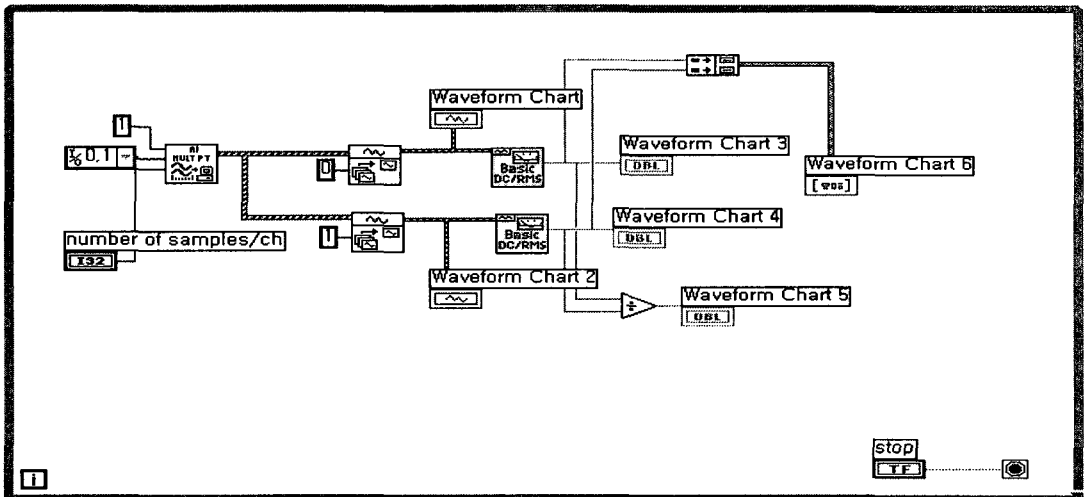 Waveform Chart
1
I/O 0,1
AI
MULT PT
0
Basic
DC/RMS
Waveform Chart 3
DBL
Waveform Chart 6
number of samples/ch
I32
1
Basic
DC/RMS
Waveform Chart 4
DBL
Waveform Chart 2
÷
Waveform Chart 5
DBL
stop
TF
i